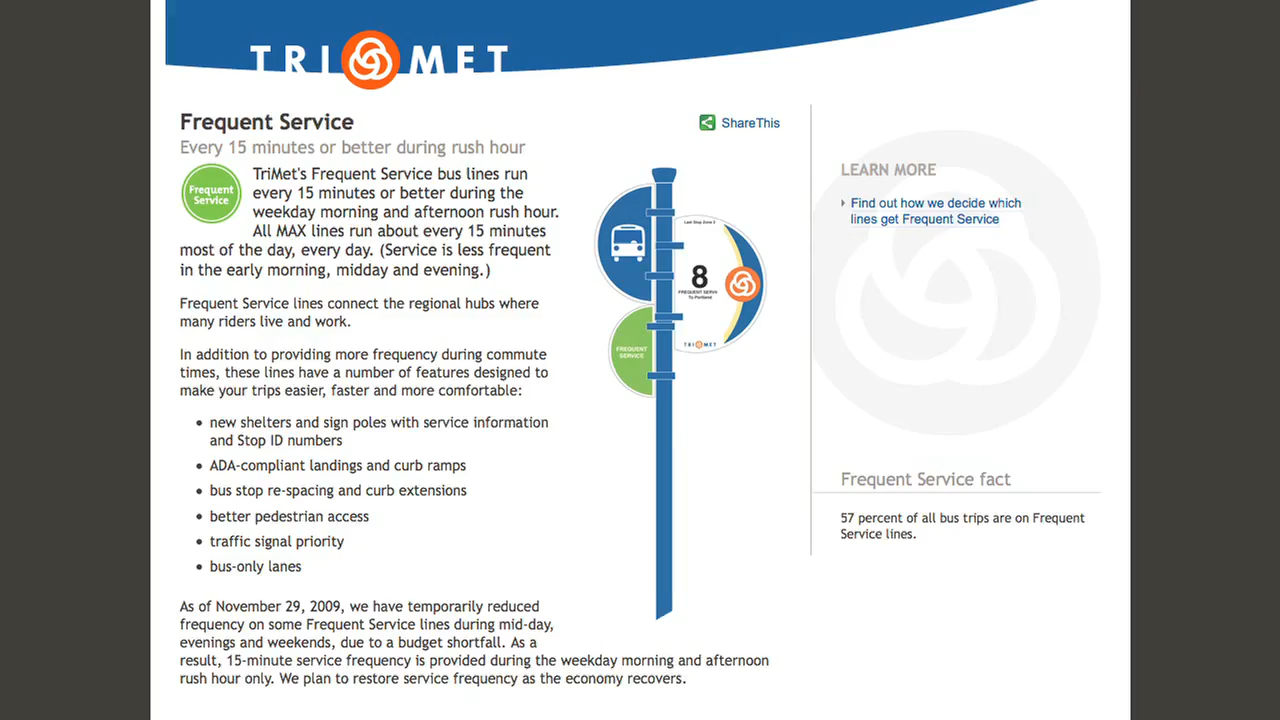 TRI MET
Frequent Service
ShareThis
Every 15 minutes or better during rush hour
Frequent
Service
TriMet's Frequent Service bus lines run
every 15 minutes or better during the
weekday morning and afternoon rush hour.
All MAX lines run about every 15 minutes
most of the day, every day. (Service is less frequent
in the early morning, midday and evening.)
Frequent Service lines connect the regional hubs where
many riders live and work.
In addition to providing more frequency during commute
times, these lines have a number of features designed to
make your trips easier, faster and more comfortable:
• new shelters and sign poles with service information
and Stop ID numbers
• ADA-compliant landings and curb ramps
• bus stop re-spacing and curb extensions
• better pedestrian access
• traffic signal priority
• bus-only lanes
As of November 29, 2009, we have temporarily reduced
frequency on some Frequent Service lines during mid-day,
evenings and weekends, due to a budget shortfall. As a
result, 15-minute service frequency is provided during the weekday morning and afternoon
rush hour only. We plan to restore service frequency as the economy recovers.
8
To Portland
TRI MET
FREQUENT
SERVICE
LEARN MORE
Find out how we decide which
lines get Frequent Service
Frequent Service fact
57 percent of all bus trips are on Frequent
Service lines.